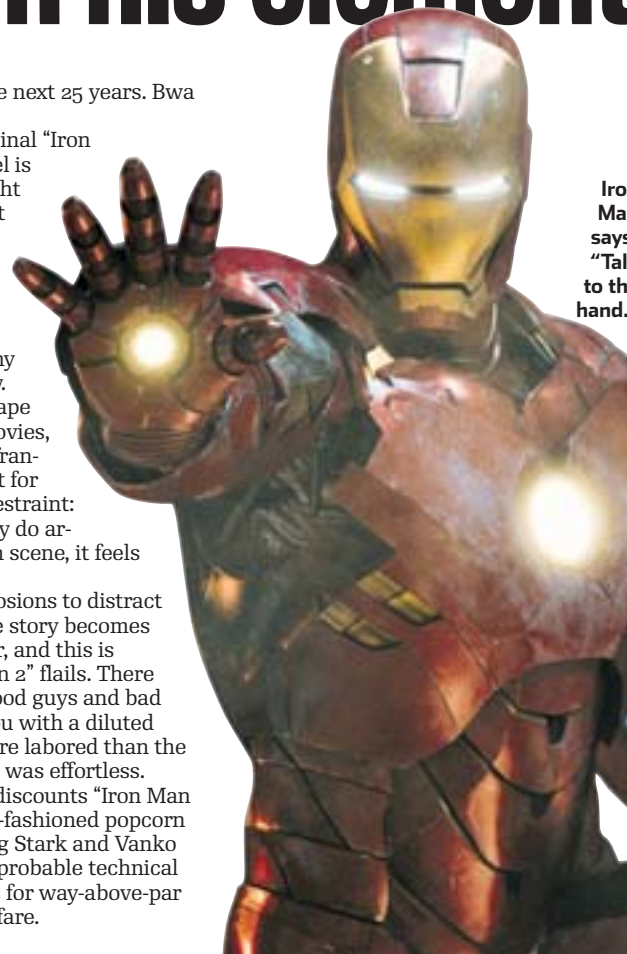 his element
e next 25 years. Bwa
inal “Iron
el is
ht
t
ny
.
ape
ovies,
fran-
t for
estraint:
y do ar-
n scene, it feels
osions to distract
e story becomes
r, and this is
n 2” flails. There
ood guys and bad
u with a diluted
re labored than the
was effortless.
discounts “Iron Man
-fashioned popcorn
g Stark and Vanko
probable technical
for way-above-par
fare.
Iro
Ma
says
“Tal
to th
hand.